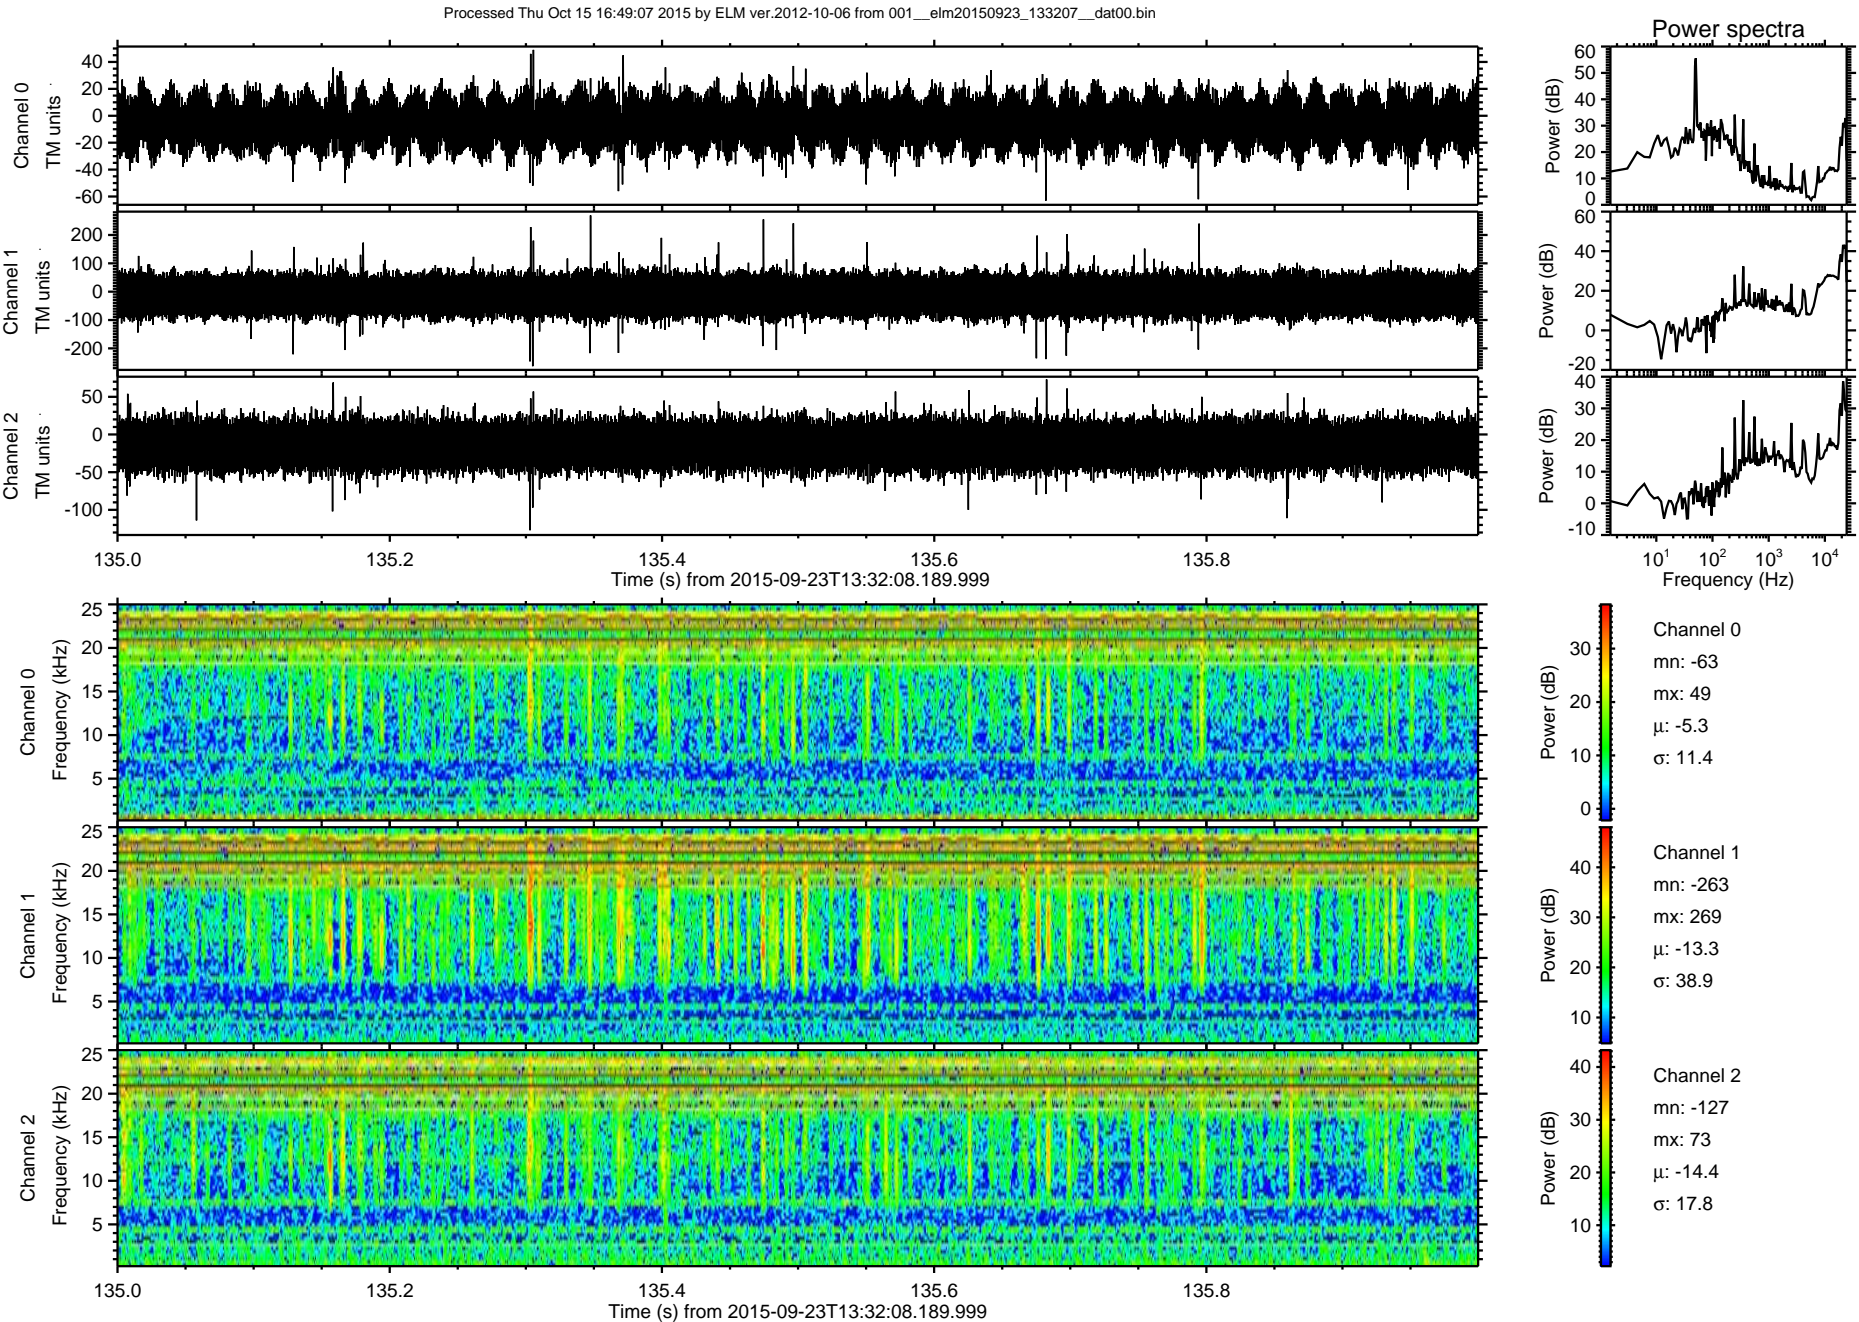 Processed Thu Oct 15 16:49:07 2015 by ELM ver.2012-10-06 from 001__elm20150923_133207__dat00.bin
Power spectra
Channel 0
TM units
40
20
0
-20
-40
-60
Power (dB)
60
50
40
30
20
10
0
Channel 1
TM units
200
100
0
-100
-200
Power (dB)
60
40
20
0
-20
Channel 2
TM units
50
0
-50
-100
Power (dB)
40
30
20
10
0
-10
135.0 135.2 135.4 135.6 135.8
Time (s) from 2015-09-23T13:32:08.189.999
10¹ 10² 10³ 10⁴
Frequency (Hz)
Channel 0
Frequency (kHz)
25
20
15
10
5
Power (dB)
30
20
10
0
Channel 0
mn: -63
mx: 49
µ: -5.3
σ: 11.4
Channel 1
Frequency (kHz)
25
20
15
10
5
Power (dB)
40
30
20
10
Channel 1
mn: -263
mx: 269
µ: -13.3
σ: 38.9
Channel 2
Frequency (kHz)
25
20
15
10
5
Power (dB)
40
30
20
10
Channel 2
mn: -127
mx: 73
µ: -14.4
σ: 17.8
135.0 135.2 135.4 135.6 135.8
Time (s) from 2015-09-23T13:32:08.189.999